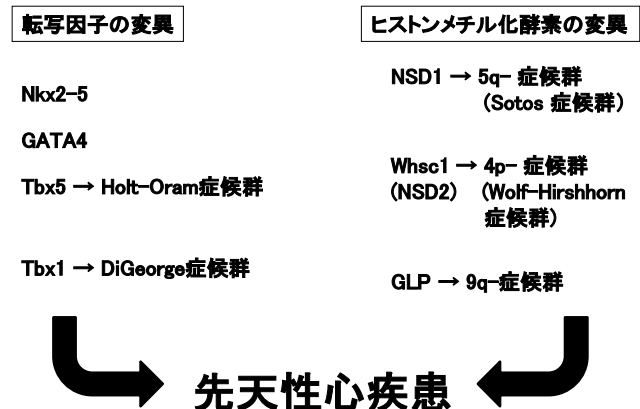 転写因子の変異
Nkx2-5
GATA4
Tbx5 → Holt-Oram症候群
Tbx1 → DiGeorge症候群
ヒストンメチル化酵素の変異
NSD1 → 5q- 症候群
(Sotos 症候群)
Whsc1 → 4p- 症候群
(NSD2) (Wolf-Hirshhorn
症候群)
GLP → 9q-症候群
先天性心疾患